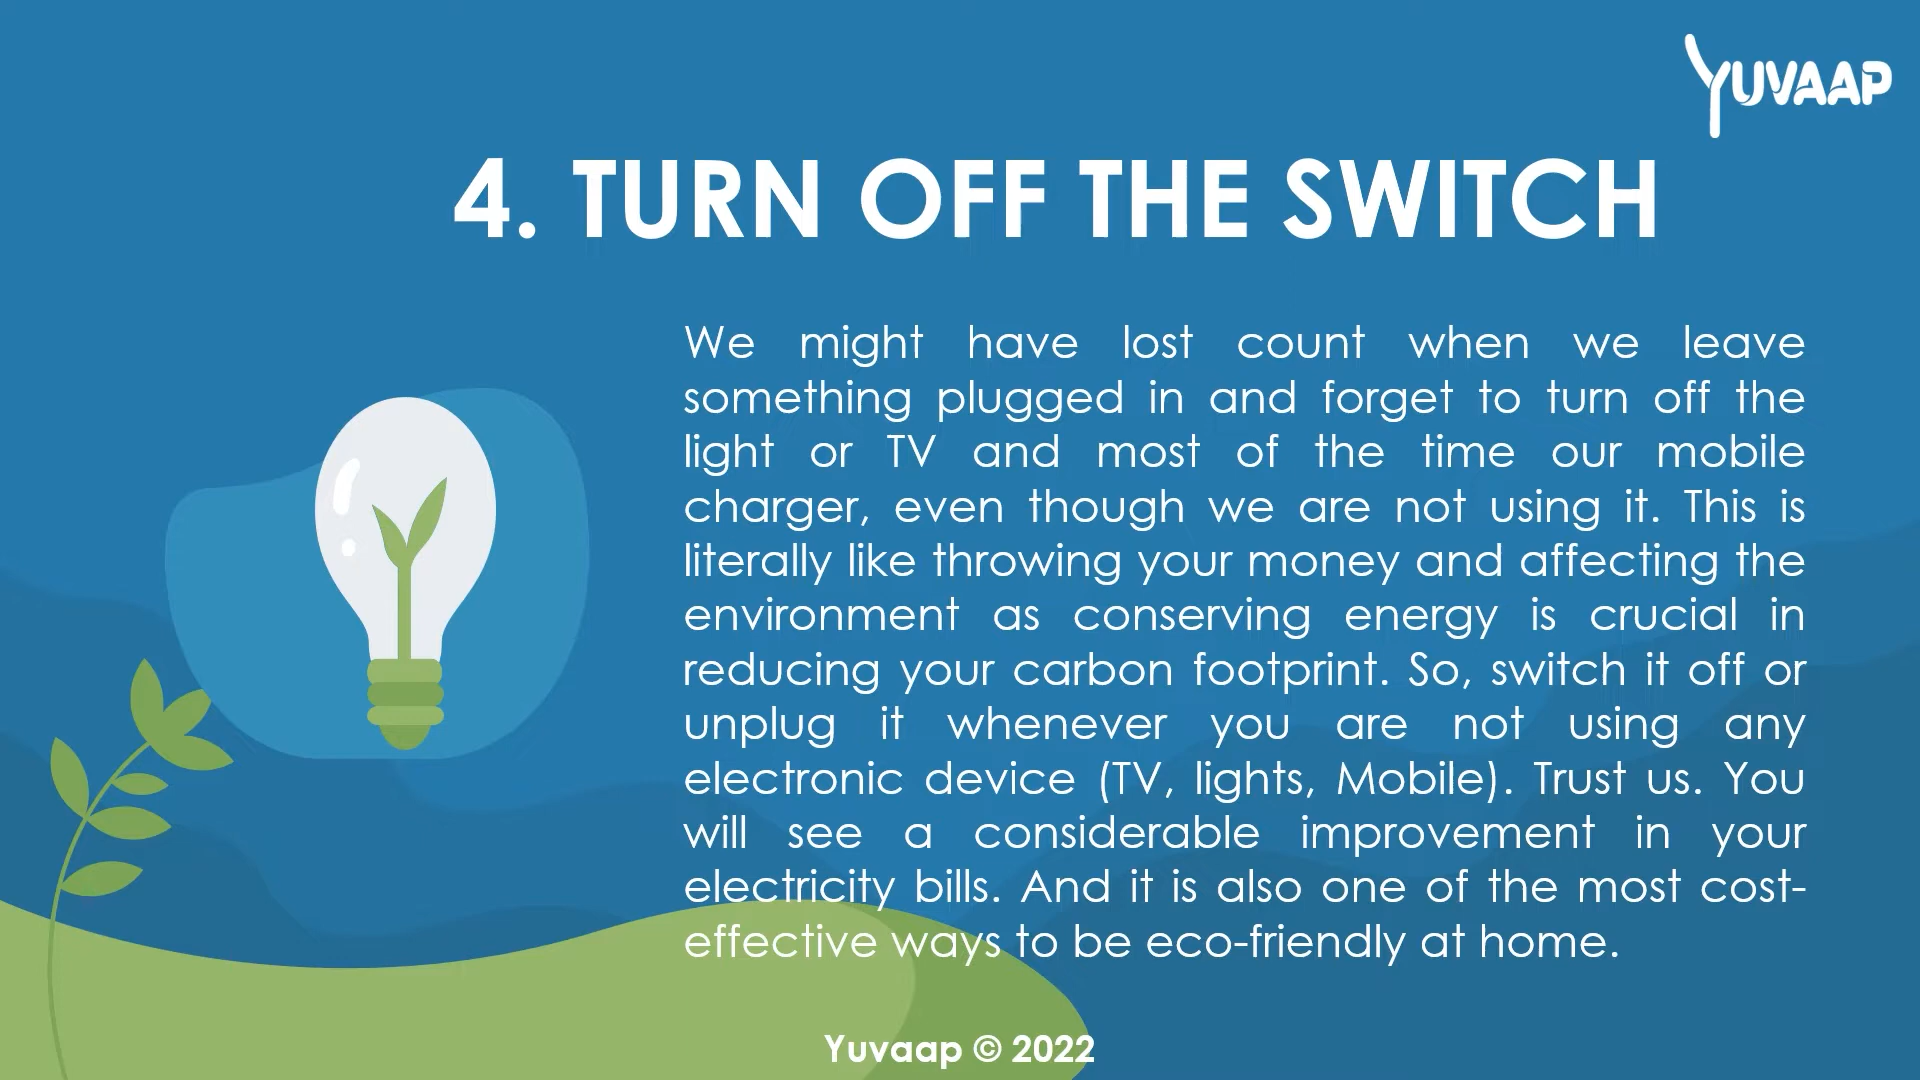 YUVAAP
4. TURN OFF THE SWITCH
We might have lost count when we leave
something plugged in and forget to turn off the
light or TV and most of the time our mobile
charger, even though we are not using it. This is
literally like throwing your money and affecting the
environment as conserving energy is crucial in
reducing your carbon footprint. So, switch it off or
unplug it whenever you are not using any
electronic device (TV, lights, Mobile). Trust us. You
will see a considerable improvement in your
electricity bills. And it is also one of the most cost-
effective ways to be eco-friendly at home.
Yuvaap © 2022